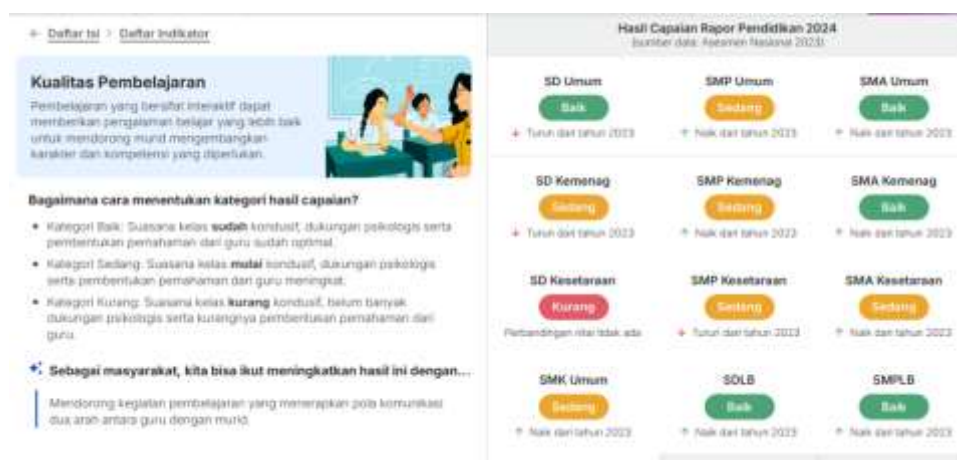 ← Daftar Isi > Daftar Indikator
Kualitas Pembelajaran
Pembelajaran yang bersifat interaktif dapat
memberikan pengalaman belajar yang lebih baik
untuk mendorong murid mengembangkan
karakter dan kompetensi yang diperlukan.
Bagaimana cara menentukan kategori hasil capaian?
• Kategori Baik: Suasana kelas sudah kondusif, dukungan psikologis serta
pembentukan pemahaman dari guru sudah optimal.
• Kategori Sedang: Suasana kelas mulai kondusif, dukungan psikologis
serta pembentukan pemahaman dari guru meningkat.
• Kategori Kurang: Suasana kelas kurang kondusif, belum banyak
dukungan psikologis serta kurangnya pembentukan pemahaman dari
guru.
Sebagai masyarakat, kita bisa ikut meningkatkan hasil ini dengan...
Mendorong kegiatan pembelajaran yang menerapkan pola komunikasi
dua arah antara guru dengan murid.
Hasil Capaian Rapor Pendidikan 2024
(sumber data: Asesmen Nasional 2023)
SD Umum
Baik
↓ Turun dari tahun 2023
SMP Umum
Sedang
↑ Naik dari tahun 2023
SMA Umum
Baik
↑ Naik dari tahun 2023
SD Kemenag
Sedang
↓ Turun dari tahun 2023
SMP Kemenag
Sedang
↑ Naik dari tahun 2023
SMA Kemenag
Baik
↑ Naik dari tahun 2023
SD Kesetaraan
Kurang
Perbandingan nilai tidak ada
SMP Kesetaraan
Sedang
↓ Turun dari tahun 2023
SMA Kesetaraan
Sedang
↑ Naik dari tahun 2023
SMK Umum
Sedang
↑ Naik dari tahun 2023
SDLB
Baik
↑ Naik dari tahun 2023
SMPLB
Baik
↑ Naik dari tahun 2023